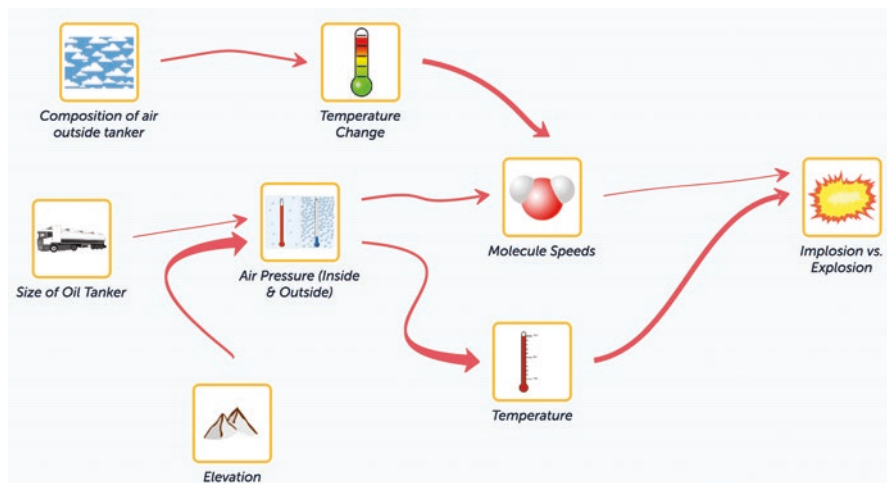 Composition of air
outside tanker
Temperature
Change
Size of Oil Tanker
Air Pressure (Inside
& Outside)
Molecule Speeds
Implosion vs.
Explosion
Temperature
Elevation